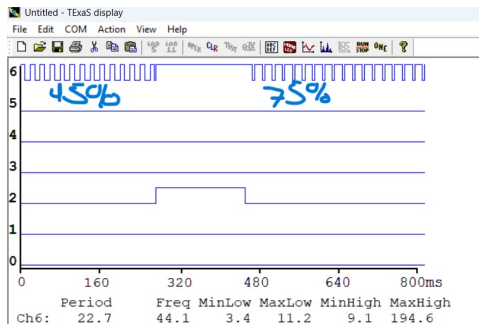 Untitled - TExaS display
File Edit COM Action View Help
6
45% 75%
5
4
3
2
1
0
0 160 320 480 640 800ms
Period Freq MinLow MaxLow MinHigh MaxHigh
Ch6: 22.7 44.1 3.4 11.2 9.1 194.6